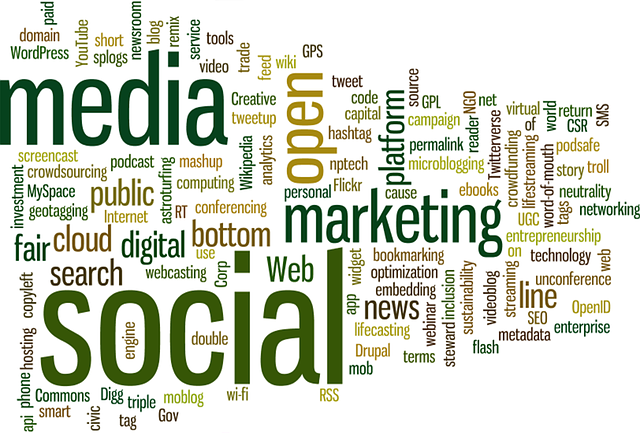 paid
domain
WordPress
YouTube
short
splogs
newsroom
blog
remix
service
tools
video
trade
feed
wiki
GPS
media
open
Creative
tweetup
Wikipedia
analytics
tweet
code
capital
hashtag
platform
source
GPL
campaign
NGO
reader
net
permalink
microblogging
Twitterverse
virtual
of
world
return
CSR
SMS
crowdfunding
lifestreaming
word-of-mouth
podsafe
story
troll
neutrality
tags
networking
UGC
ebooks
entrepreneurship
screencast
crowdsourcing
podcast
astroturfing
mashup
computing
investment
MySpace
geotagging
public
Internet
RT
conferencing
nptech
Flickr
personal
cause
marketing
fair
cloud
digital
bottom
use
search
webcasting
Corp
Web
widget
bookmarking
optimization
embedding
on
technology
web
unconference
social
copyleft
hosting
engine
double
app
news
lifecasting
Drupal
mob
terms
webinar
steward
inclusion
sustainability
videoblog
streaming
line
SEO
metadata
flash
OpenID
enterprise
api
phone
Commons
smart
civic
Digg
tag
triple
Gov
moblog
wi-fi
RSS